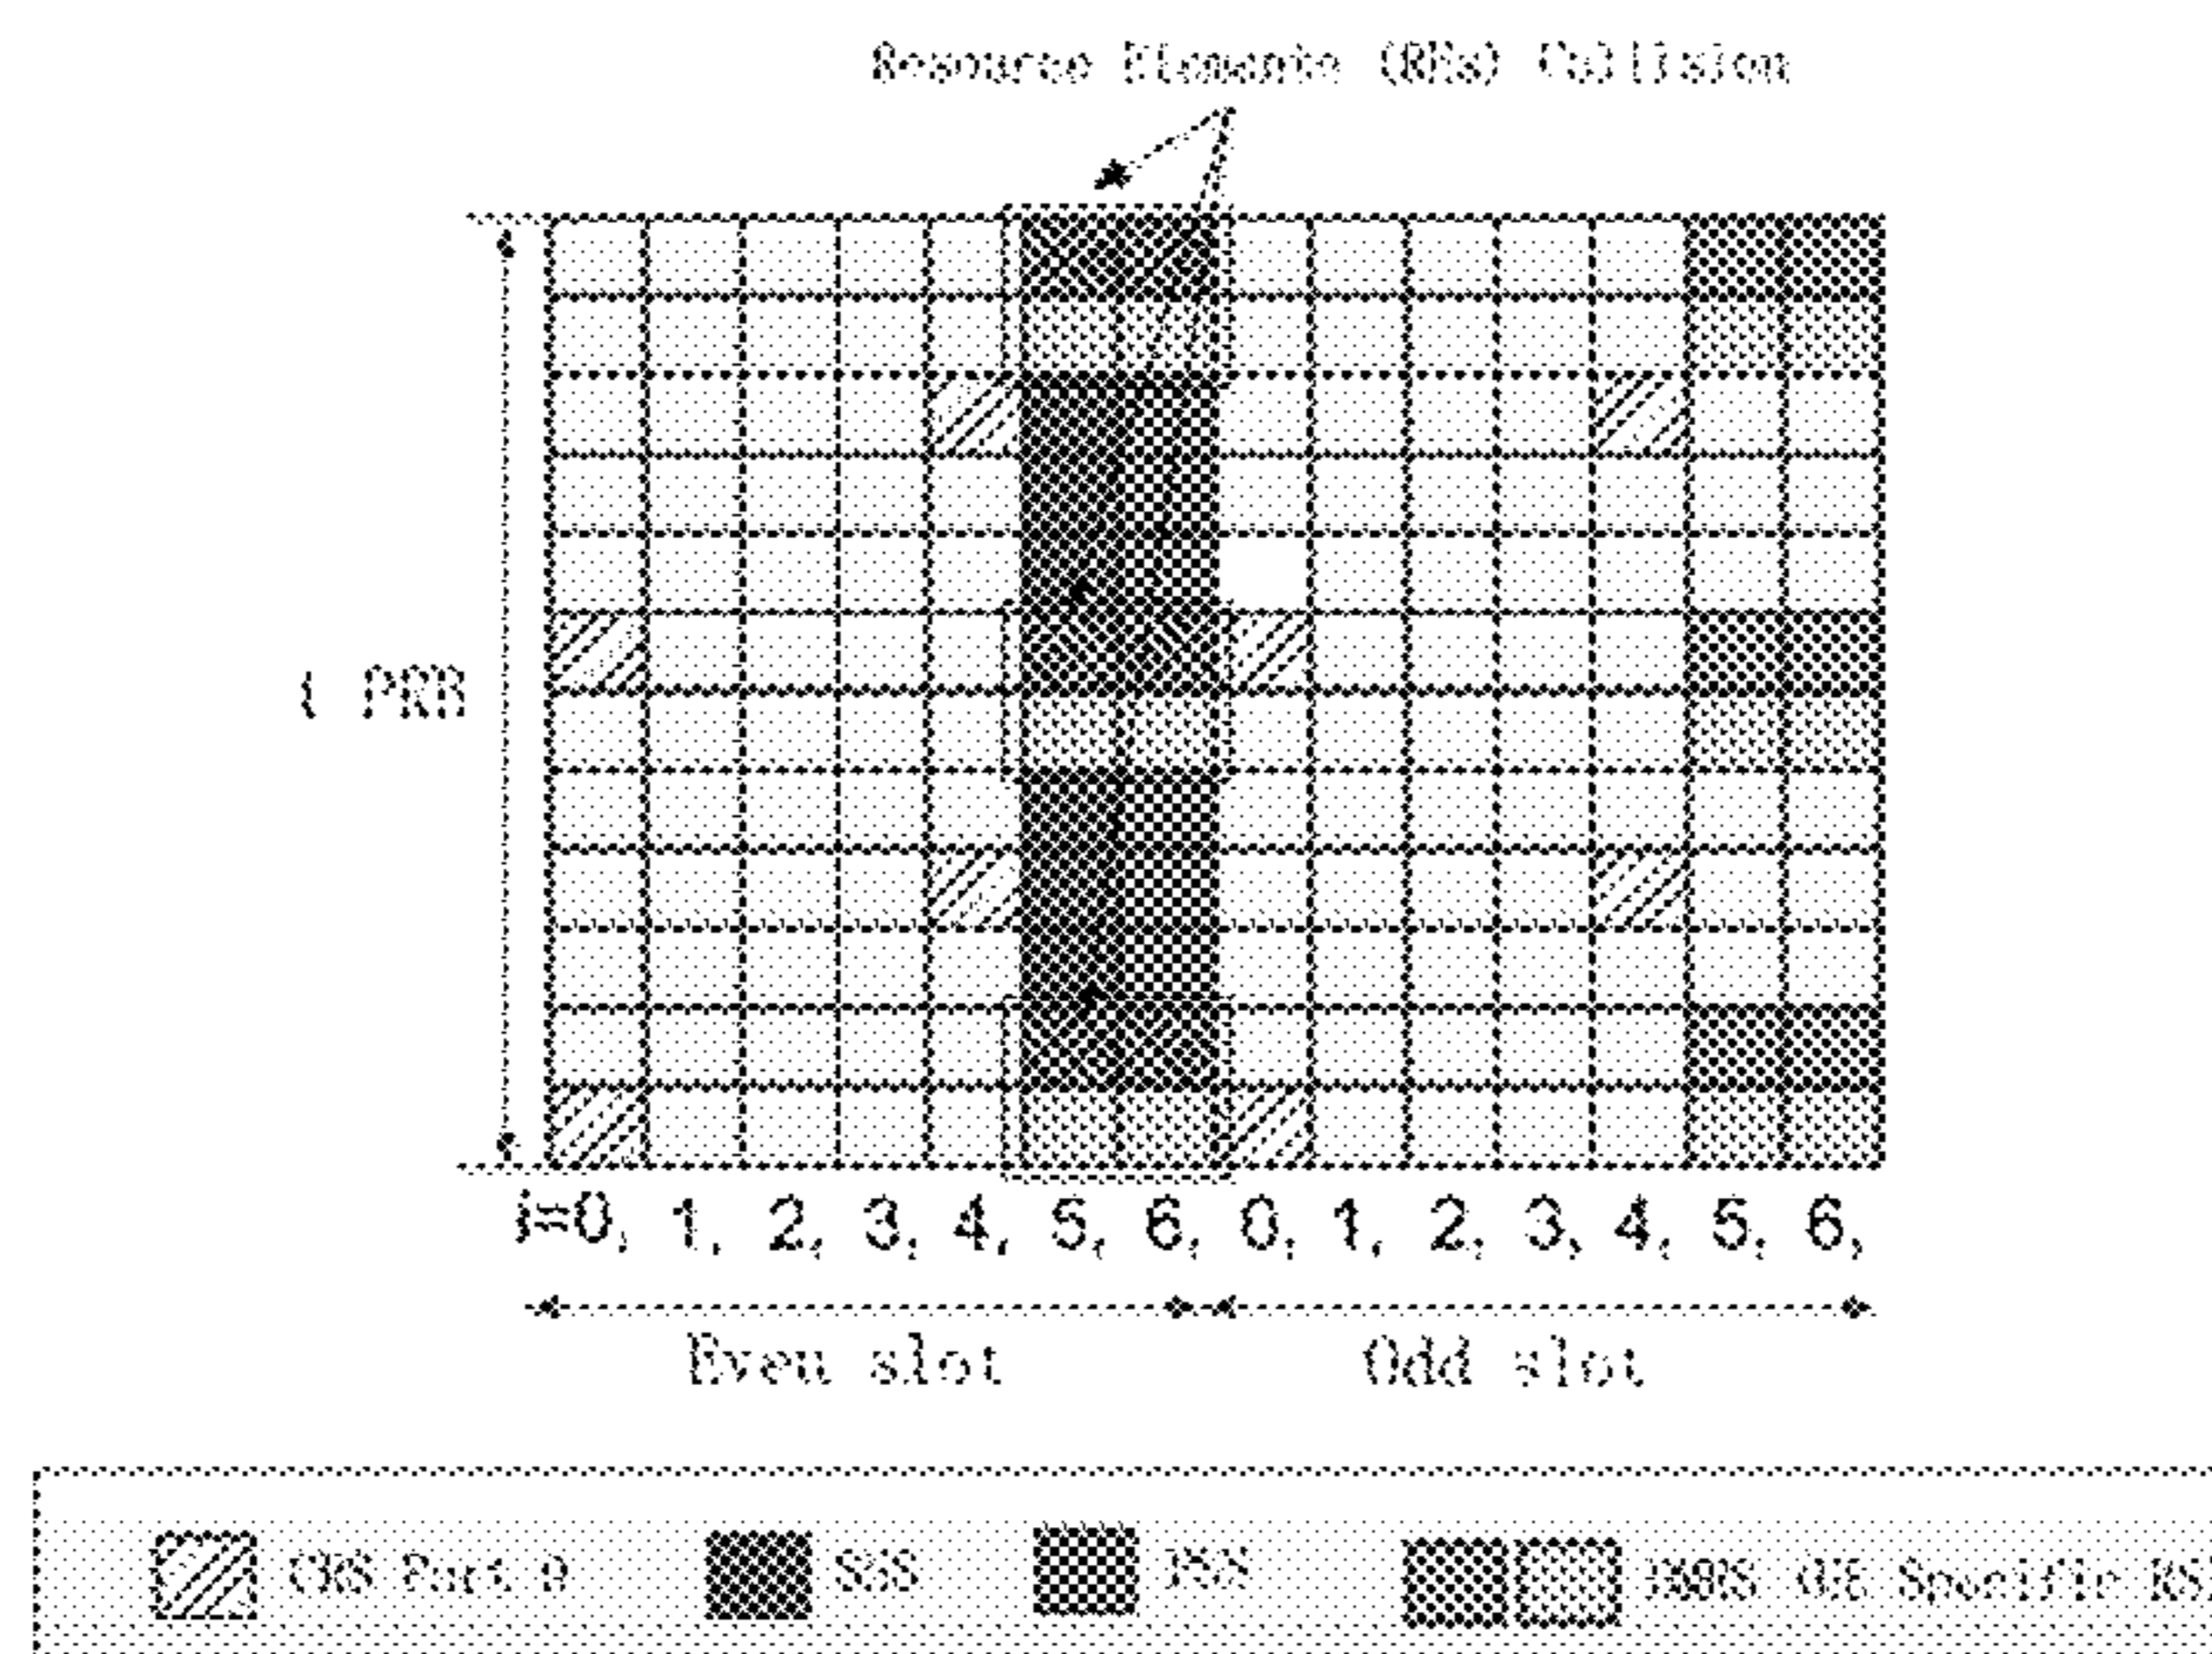 Resource Elements (REs) Collision
1 PRB
i=0, 1, 2, 3, 4, 5, 6, 0, 1, 2, 3, 4, 5, 6,
Even slot Odd slot
CRS Port 0 SSS PSS DMRS (UE Specific RS